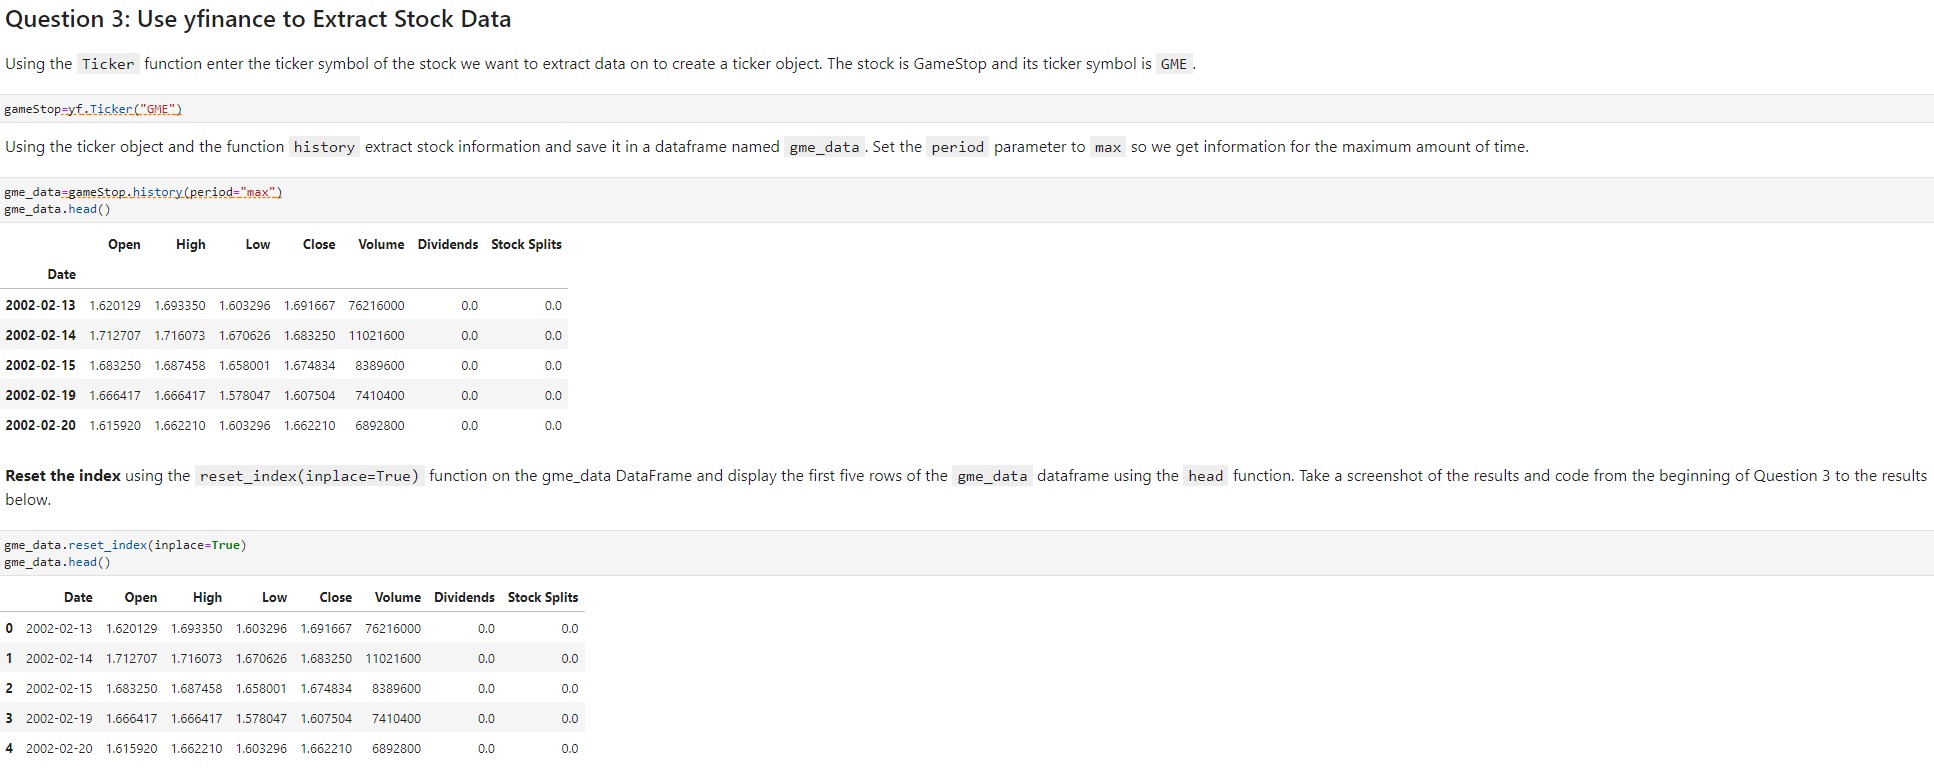 Question 3: Use yfinance to Extract Stock Data
Using the Ticker function enter the ticker symbol of the stock we want to extract data on to create a ticker object. The stock is GameStop and its ticker symbol is GME .
gameStop=yf.Ticker("GME")
Using the ticker object and the function history extract stock information and save it in a dataframe named gme_data . Set the period parameter to max so we get information for the maximum amount of time.
gme_data=gameStop.history(period="max")
gme_data.head()
Open High Low Close Volume Dividends Stock Splits
Date
2002-02-13 1.620129 1.693350 1.603296 1.691667 76216000 0.0 0.0
2002-02-14 1.712707 1.716073 1.670626 1.683250 11021600 0.0 0.0
2002-02-15 1.683250 1.687458 1.658001 1.674834 8389600 0.0 0.0
2002-02-19 1.666417 1.666417 1.578047 1.607504 7410400 0.0 0.0
2002-02-20 1.615920 1.662210 1.603296 1.662210 6892800 0.0 0.0
Reset the index using the reset_index(inplace=True) function on the gme_data DataFrame and display the first five rows of the gme_data dataframe using the head function. Take a screenshot of the results and code from the beginning of Question 3 to the results
below.
gme_data.reset_index(inplace=True)
gme_data.head()
Date Open High Low Close Volume Dividends Stock Splits
0 2002-02-13 1.620129 1.693350 1.603296 1.691667 76216000 0.0 0.0
1 2002-02-14 1.712707 1.716073 1.670626 1.683250 11021600 0.0 0.0
2 2002-02-15 1.683250 1.687458 1.658001 1.674834 8389600 0.0 0.0
3 2002-02-19 1.666417 1.666417 1.578047 1.607504 7410400 0.0 0.0
4 2002-02-20 1.615920 1.662210 1.603296 1.662210 6892800 0.0 0.0